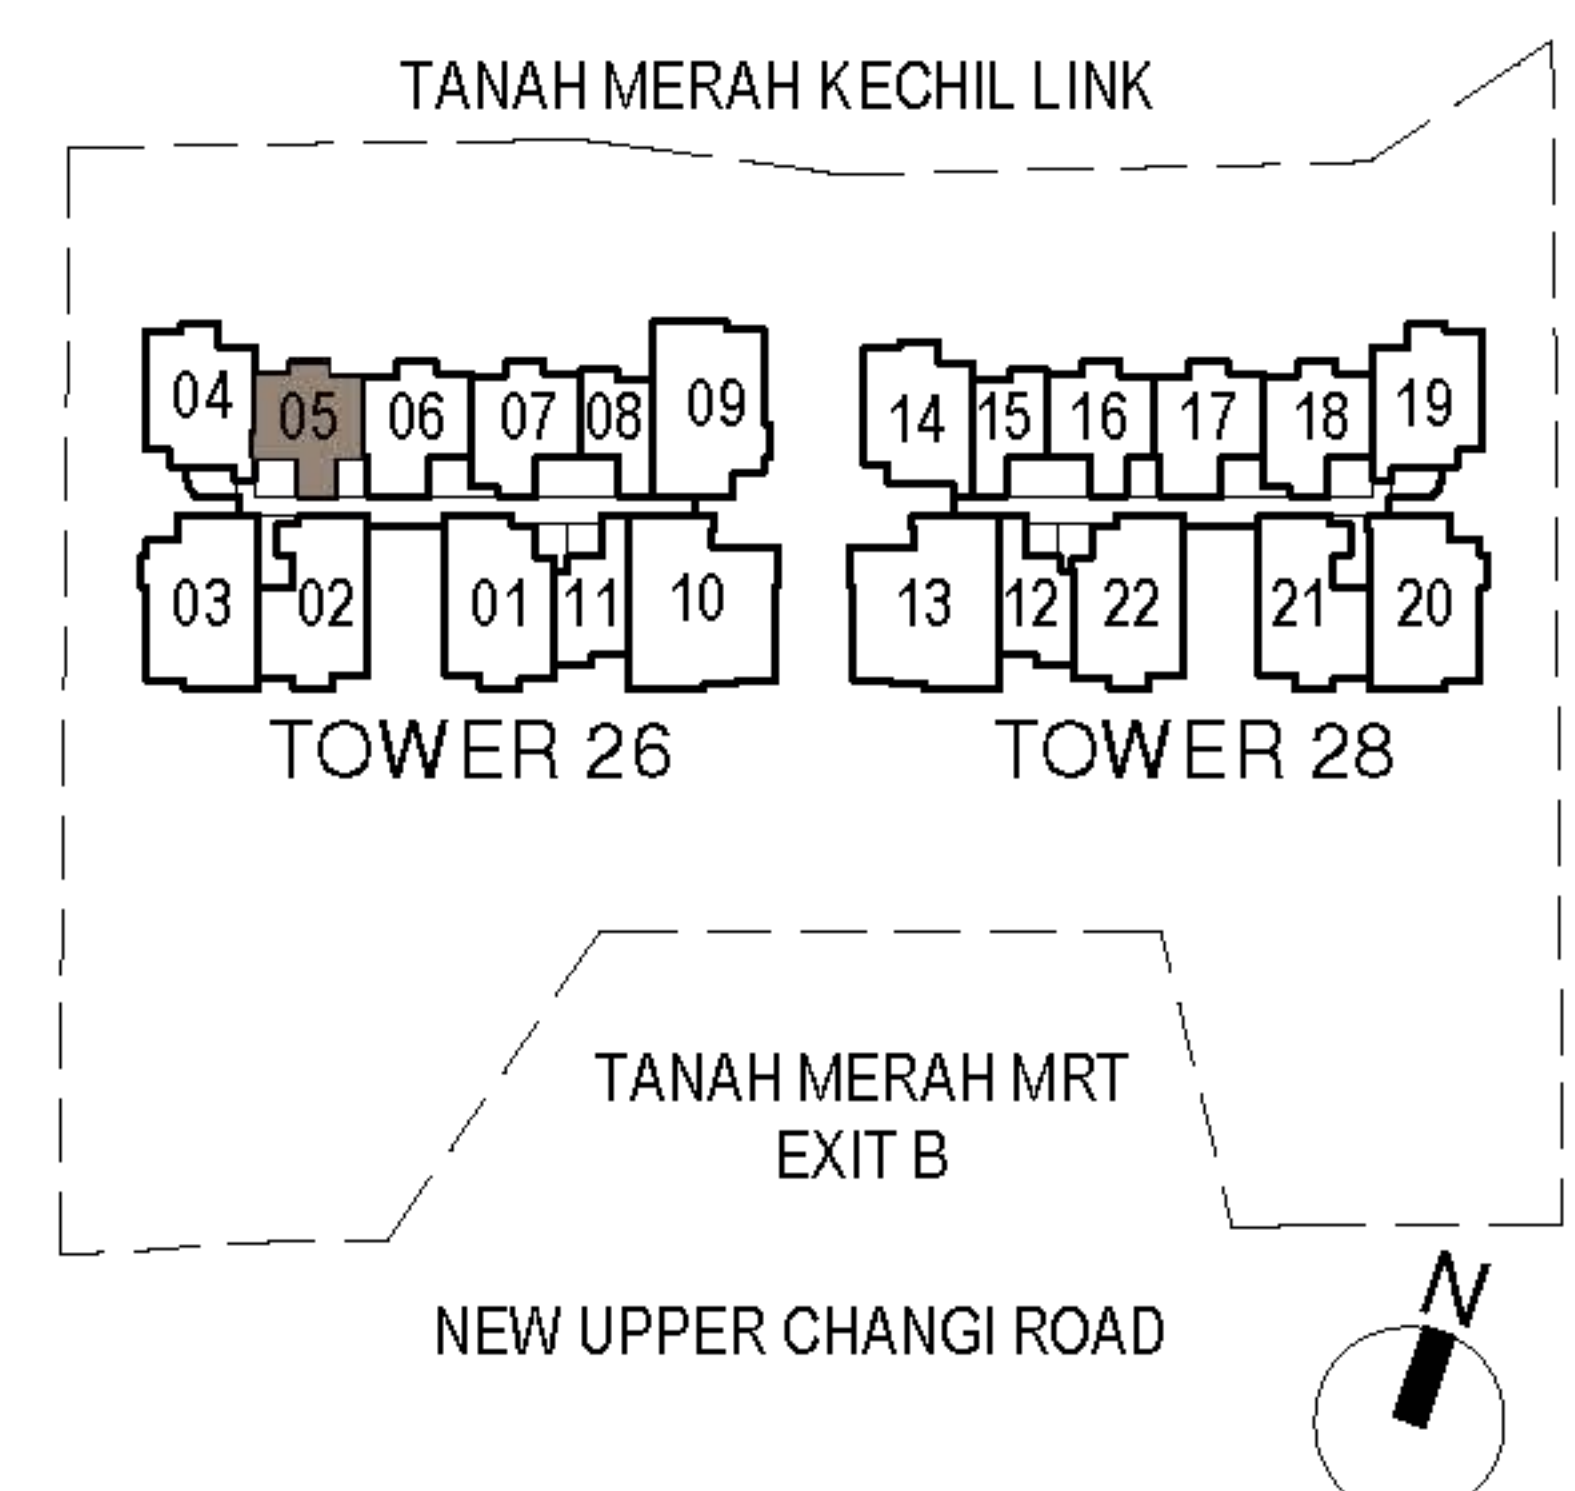 TANAH MERAH KECHIL LINK
04 05 06 07 08 09 14 15 16 17 18 19
03 02 01 11 10 13 12 22 21 20
TOWER 26 TOWER 28
TANAH MERAH MRT
EXIT B
NEW UPPER CHANGI ROAD
N